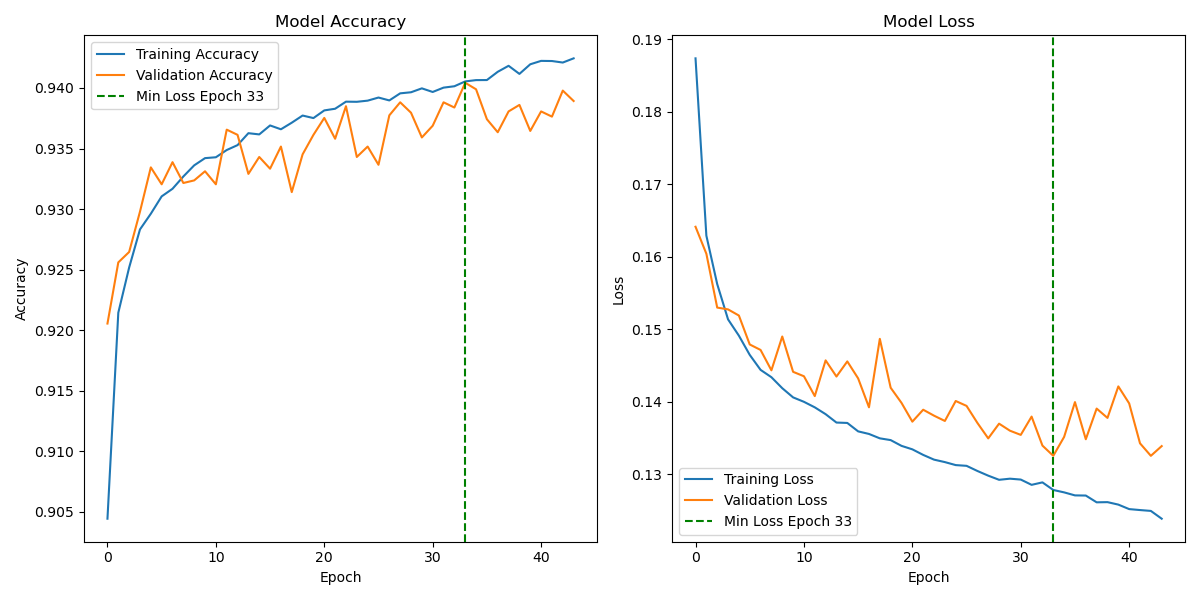 Model Accuracy
Training Accuracy
Validation Accuracy
Min Loss Epoch 33
0.940
0.935
0.930
0.925
0.920
0.915
0.910
0.905
Accuracy
0 10 20 30 40
Epoch
Model Loss
0.19
0.18
0.17
0.16
0.15
0.14
0.13
Loss
Training Loss
Validation Loss
Min Loss Epoch 33
0 10 20 30 40
Epoch